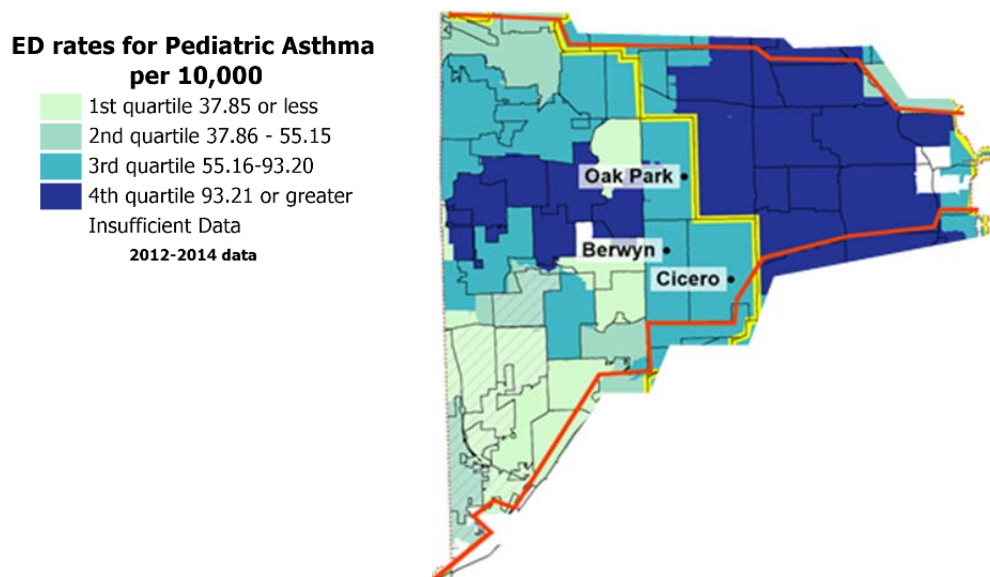 ED rates for Pediatric Asthma
per 10,000
1st quartile 37.85 or less
2nd quartile 37.86 - 55.15
3rd quartile 55.16-93.20
4th quartile 93.21 or greater
Insufficient Data
2012-2014 data
Oak Park
Berwyn
Cicero